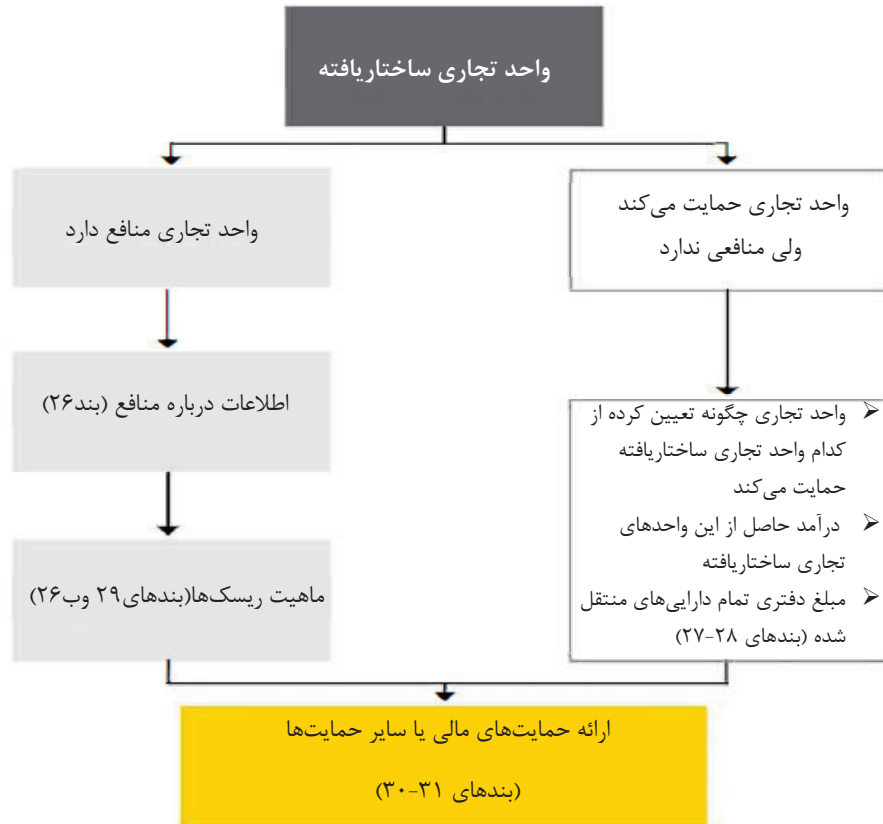 واحد تجاری ساختاریافته
واحد تجاری حمایت می‌کند
ولی منافعی ندارد
واحد تجاری چگونه تعیین کرده از
کدام واحد تجاری ساختاریافته
حمایت می‌کند
درآمد حاصل از این واحدهای
تجاری ساختاریافته
مبلغ دفتری تمام دارایی‌های منتقل
شده (بندهای ۲۸-۲۷)
واحد تجاری منافع دارد
اطلاعات درباره منافع (بند۲۶)
ماهیت ریسک‌ها(بندهای۲۹ وب۲۶)
ارائه حمایت‌های مالی یا سایر حمایت‌ها
(بندهای ۳۱-۳۰)